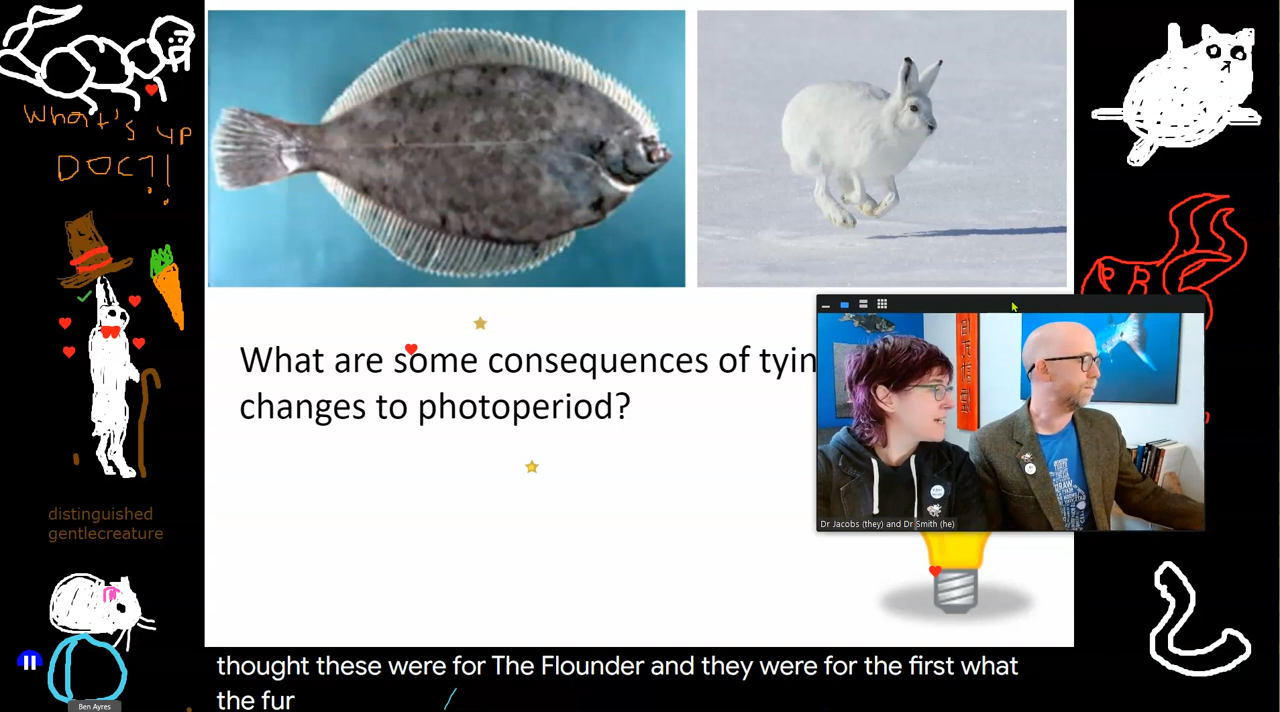 What's up
DOC?!
distinguished
gentlecreature
What are some consequences of tyin
changes to photoperiod?
Dr Jacobs (they) and Dr Smith (he)
Ben Ayres
thought these were for The Flounder and they were for the first what
the fur